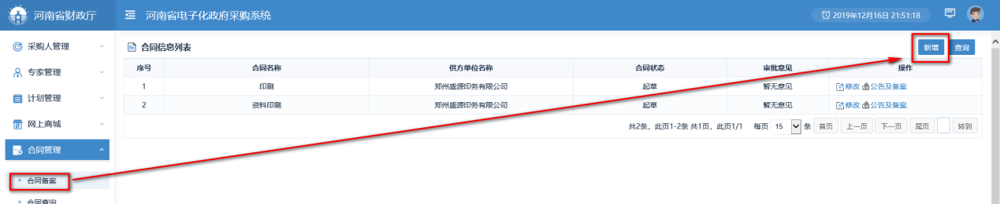 河南省财政厅 河南省电子化政府采购系统 2019年12月16日 21:51:18
采购人管理
专家管理
计划管理
网上商城
合同管理
合同备案
合同查询
合同信息列表 新增 查询
序号 合同名称 供方单位名称 合同状态 审批意见 操作
1 印刷 郑州盛源印务有限公司 起草 暂无意见 修改 公告及备案
2 资料印刷 郑州盛源印务有限公司 起草 暂无意见 修改 公告及备案
共2条，此页1-2条 共1页，此页1/1 每页 15 条 首页 上一页 下一页 尾页 转到